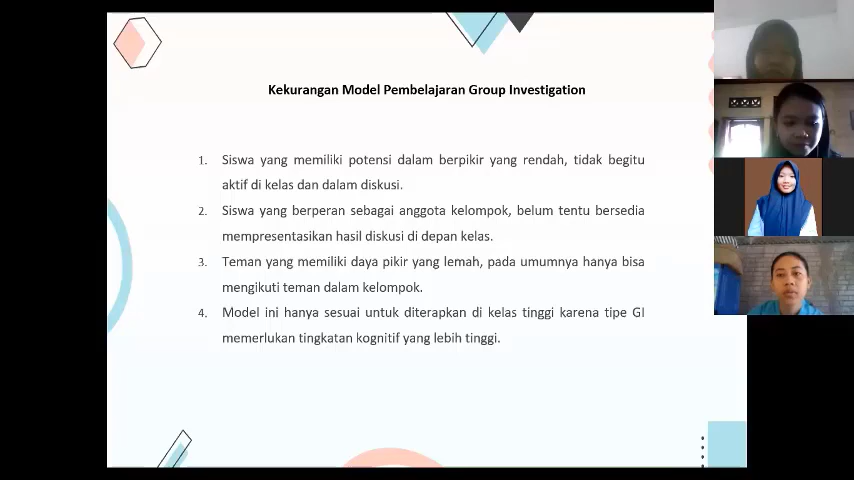 Kekurangan Model Pembelajaran Group Investigation
1. Siswa yang memiliki potensi dalam berpikir yang rendah, tidak begitu
aktif di kelas dan dalam diskusi.
2. Siswa yang berperan sebagai anggota kelompok, belum tentu bersedia
mempresentasikan hasil diskusi di depan kelas.
3. Teman yang memiliki daya pikir yang lemah, pada umumnya hanya bisa
mengikuti teman dalam kelompok.
4. Model ini hanya sesuai untuk diterapkan di kelas tinggi karena tipe GI
memerlukan tingkatan kognitif yang lebih tinggi.